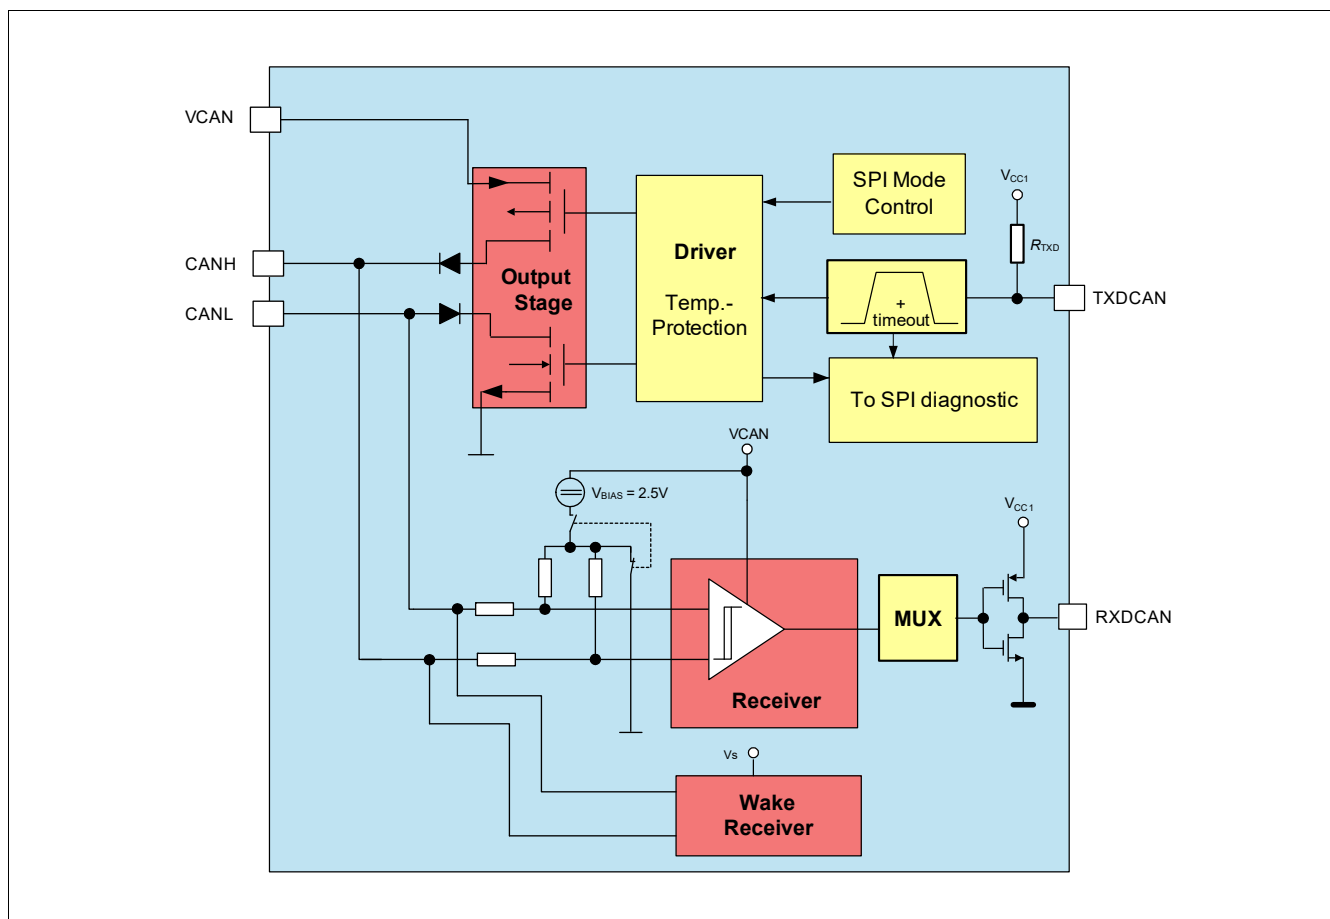 VCAN
SPI Mode
Control
VCC1
RTXD
Driver
CANH
Output
Stage
CANL
Temp.-
Protection
+
timeout
TXDCAN
To SPI diagnostic
VCAN
VBIAS = 2.5V
VCC1
MUX
RXDCAN
Receiver
Vs
Wake
Receiver